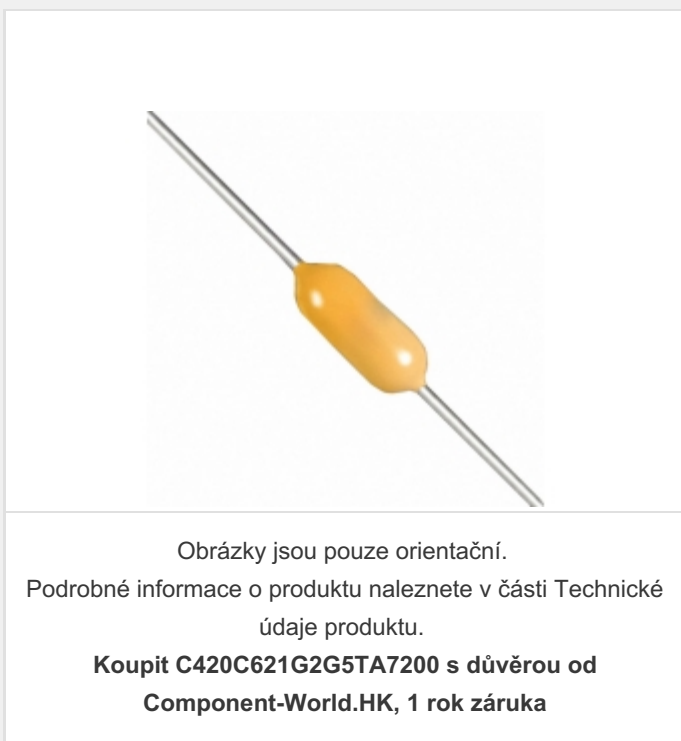 Obrázky jsou pouze orientační.
Podrobné informace o produktu naleznete v části Technické
údaje produktu.
Koupit C420C621G2G5TA7200 s důvěrou od
Component-World.HK, 1 rok záruka